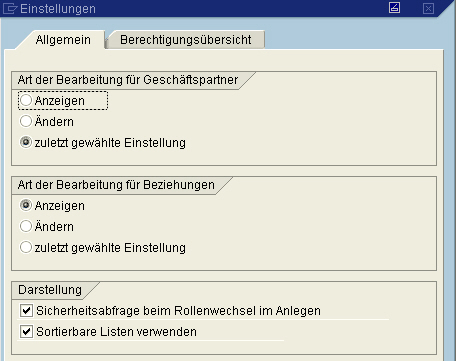 Einstellungen
Allgemein Berechtigungsübersicht
Art der Bearbeitung für Geschäftspartner
Anzeigen
Ändern
zuletzt gewählte Einstellung
Art der Bearbeitung für Beziehungen
Anzeigen
Ändern
zuletzt gewählte Einstellung
Darstellung
Sicherheitsabfrage beim Rollenwechsel im Anlegen
Sortierbare Listen verwenden